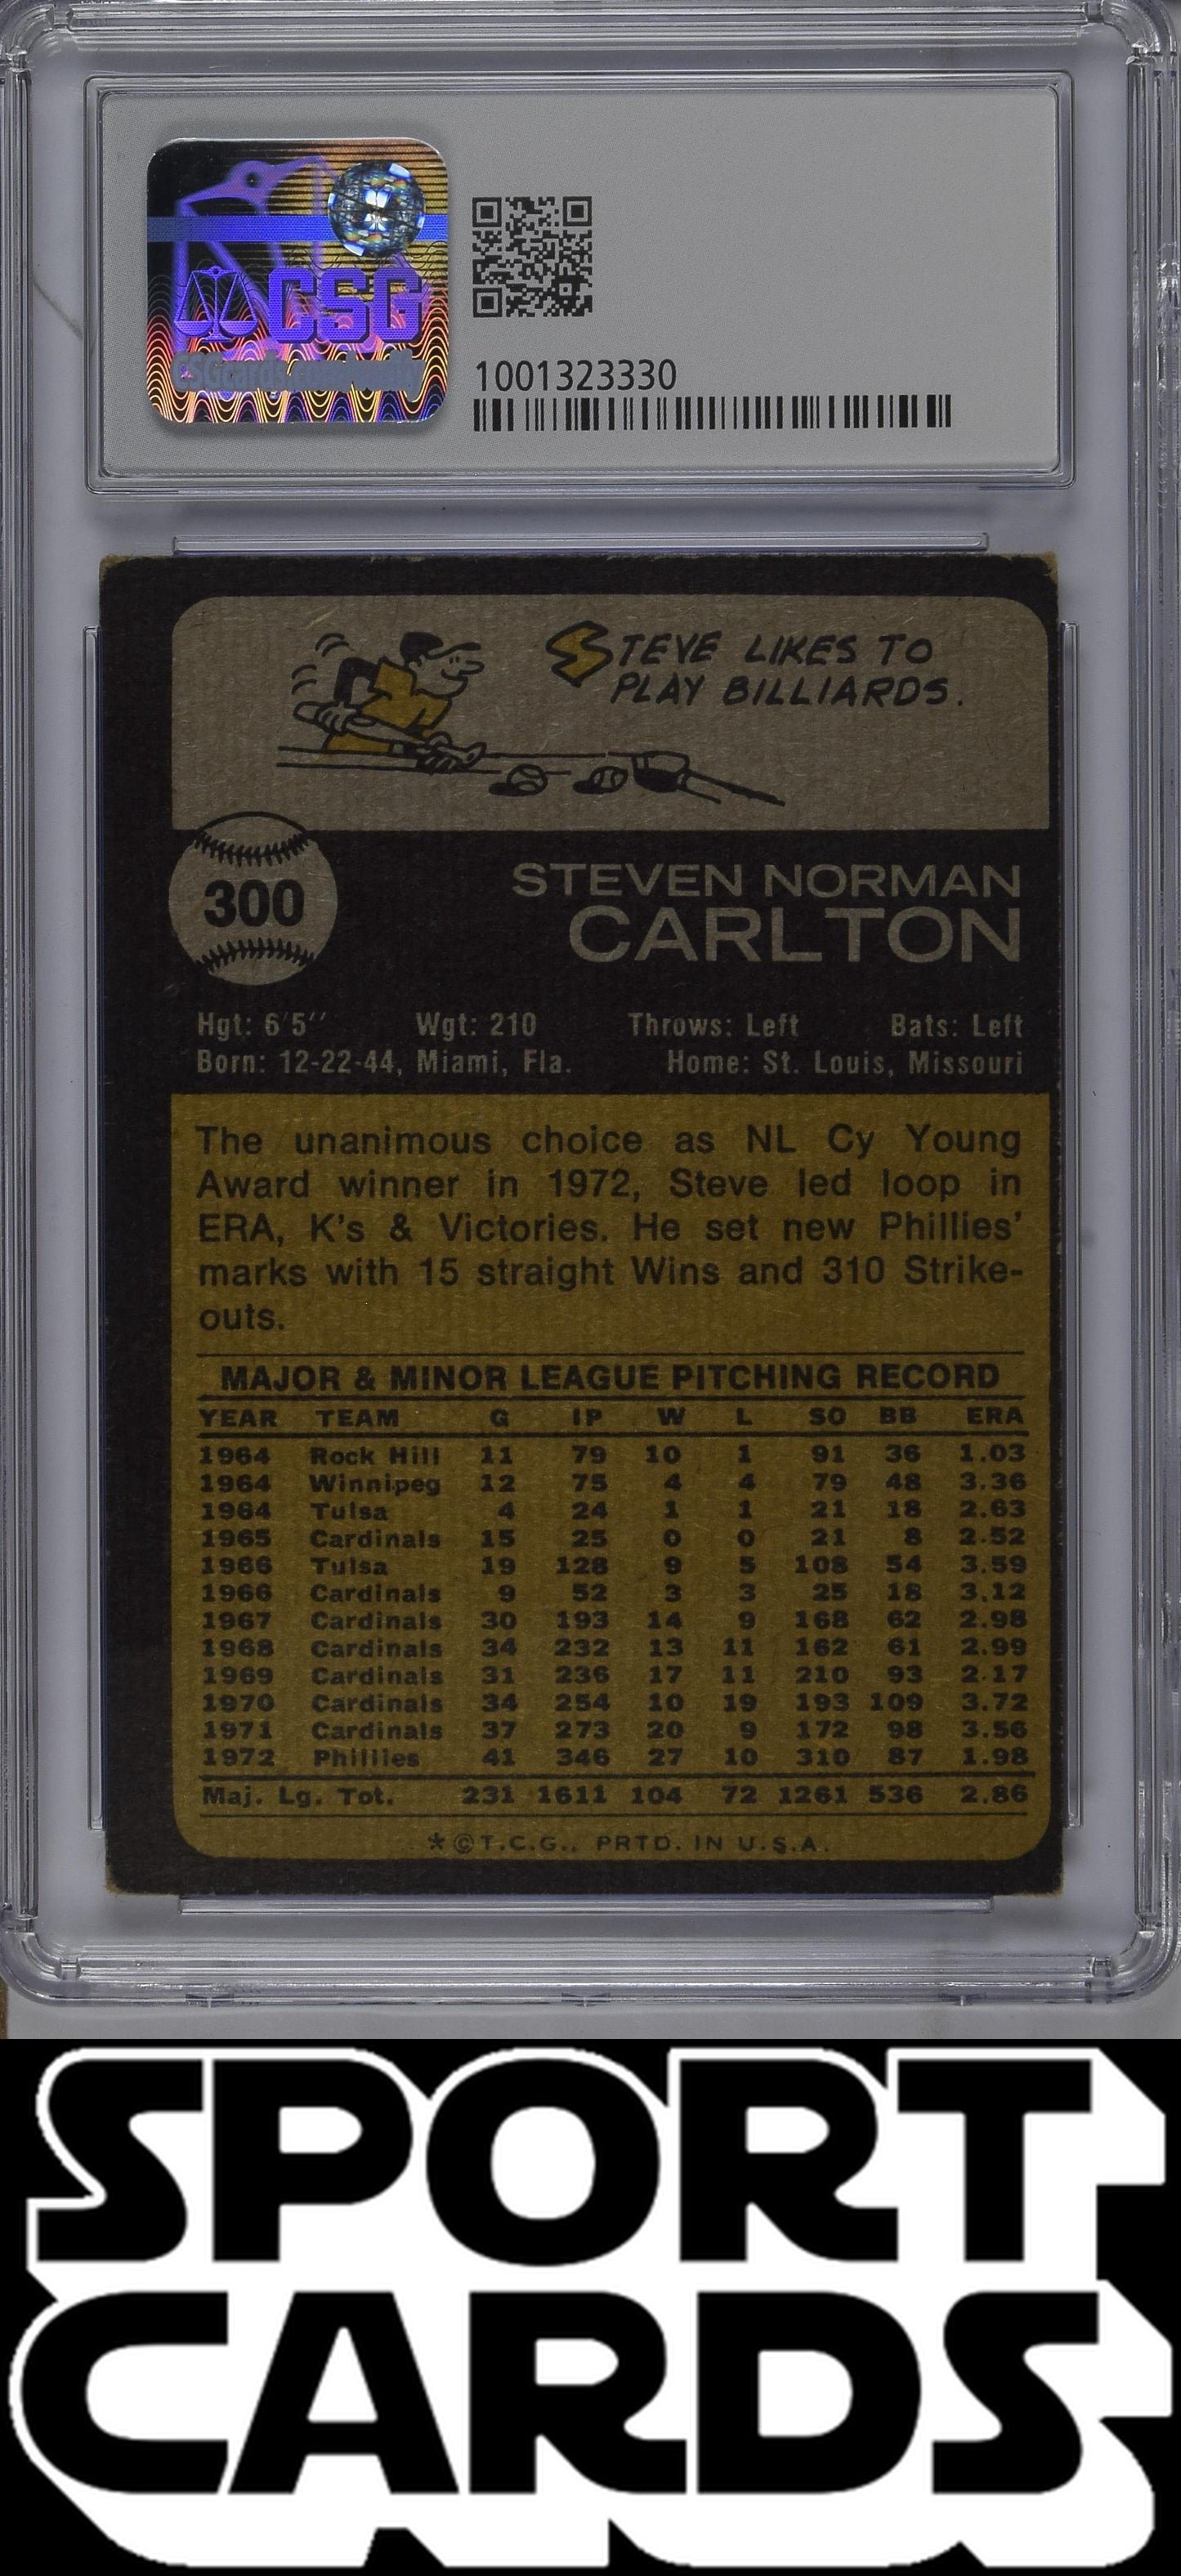 CSG
CSGcards.com/verify
1001323330
STEVE LIKES TO
PLAY BILLIARDS.
300
STEVEN NORMAN
CARLTON
Hgt: 6'5'' Wgt: 210 Throws: Left Bats: Left
Born: 12-22-44, Miami, Fla. Home: St. Louis, Missouri
The unanimous choice as NL Cy Young
Award winner in 1972, Steve led loop in
ERA, K's & Victories. He set new Phillies'
marks with 15 straight Wins and 310 Strike-
outs.
MAJOR & MINOR LEAGUE PITCHING RECORD
YEAR TEAM G IP W L SO BB ERA
1964 Rock Hill 11 79 10 1 91 36 1.03
1964 Winnipeg 12 75 4 4 79 48 3.36
1964 Tulsa 4 24 1 1 21 18 2.63
1965 Cardinals 15 25 0 0 21 8 2.52
1966 Tulsa 19 128 9 5 108 54 3.59
1966 Cardinals 9 52 3 3 25 18 3.12
1967 Cardinals 30 193 14 9 168 62 2.98
1968 Cardinals 34 232 13 11 162 61 2.99
1969 Cardinals 31 236 17 11 210 93 2.17
1970 Cardinals 34 254 10 19 193 109 3.72
1971 Cardinals 37 273 20 9 172 98 3.56
1972 Phillies 41 346 27 10 310 87 1.98
Maj. Lg. Tot. 231 1611 104 72 1261 536 2.86
*©T.C.G., PRTD. IN U.S.A.
SPORT
CARDS